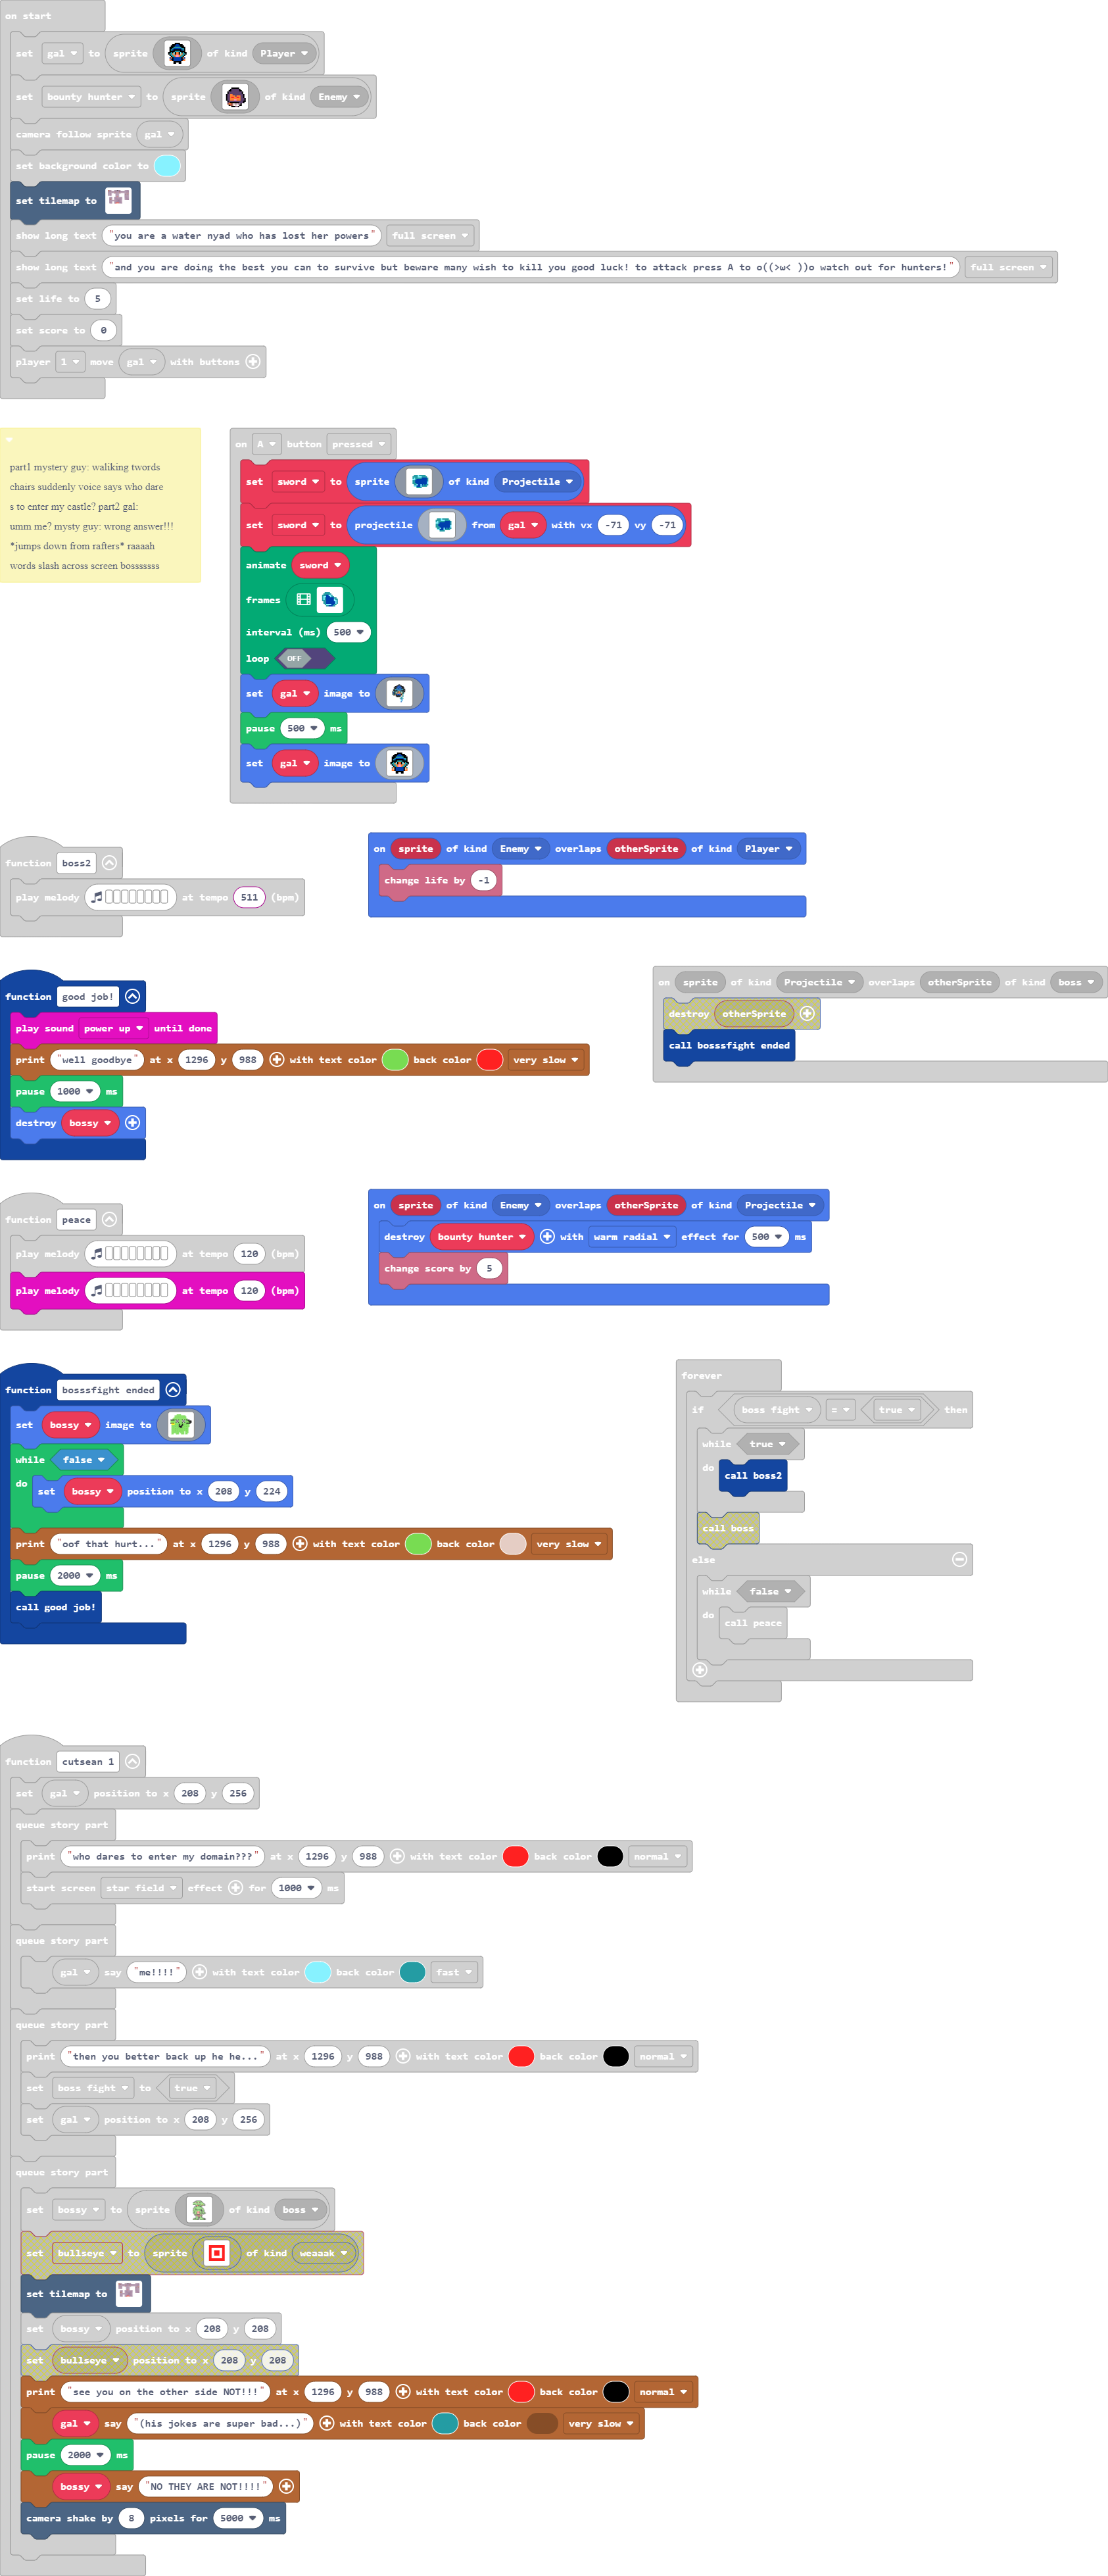 on start
set gal to sprite of kind Player
set bounty hunter to sprite of kind Enemy
camera follow sprite gal
set background color to
set tilemap to
show long text "you are a water nyad who has lost her powers" full screen
show long text "and you are doing the best you can to survive but beware many wish to kill you good luck! to attack press A to o((>ω< ))o watch out for hunters!" full screen
set life to 5
set score to 0
player 1 move gal with buttons
part1 mystery guy: waliking twords
chairs suddenly voice says who dare
s to enter my castle? part2 gal:
umm me? mysty guy: wrong answer!!!
*jumps down from rafters* raaaah
words slash across screen bosssssss
on A button pressed
set sword to sprite of kind Projectile
set sword to projectile from gal with vx -71 vy -71
animate sword
frames
interval (ms) 500
loop OFF
set gal image to
pause 500 ms
set gal image to
function boss2
play melody at tempo 511 (bpm)
on sprite of kind Enemy overlaps otherSprite of kind Player
change life by -1
function good job!
play sound power up until done
print "well goodbye" at x 1296 y 988 with text color back color very slow
pause 1000 ms
destroy bossy
on sprite of kind Projectile overlaps otherSprite of kind boss
destroy otherSprite
call bosssfight ended
function peace
play melody at tempo 120 (bpm)
play melody at tempo 120 (bpm)
on sprite of kind Enemy overlaps otherSprite of kind Projectile
destroy bounty hunter with warm radial effect for 500 ms
change score by 5
function bosssfight ended
set bossy image to
while false
do set bossy position to x 208 y 224
print "oof that hurt..." at x 1296 y 988 with text color back color very slow
pause 2000 ms
call good job!
forever
if boss fight = true then
while true
do call boss2
call boss
else
while false
do call peace
function cutsean 1
set gal position to x 208 y 256
queue story part
print "who dares to enter my domain???" at x 1296 y 988 with text color back color normal
start screen star field effect for 1000 ms
queue story part
gal say "me!!!!" with text color back color fast
queue story part
print "then you better back up he he..." at x 1296 y 988 with text color back color normal
set boss fight to true
set gal position to x 208 y 256
queue story part
set bossy to sprite of kind boss
set bullseye to sprite of kind weaaak
set tilemap to
set bossy position to x 208 y 208
set bullseye position to x 208 y 208
print "see you on the other side NOT!!!" at x 1296 y 988 with text color back color normal
gal say "(his jokes are super bad...)" with text color back color very slow
pause 2000 ms
bossy say "NO THEY ARE NOT!!!!"
camera shake by 8 pixels for 5000 ms